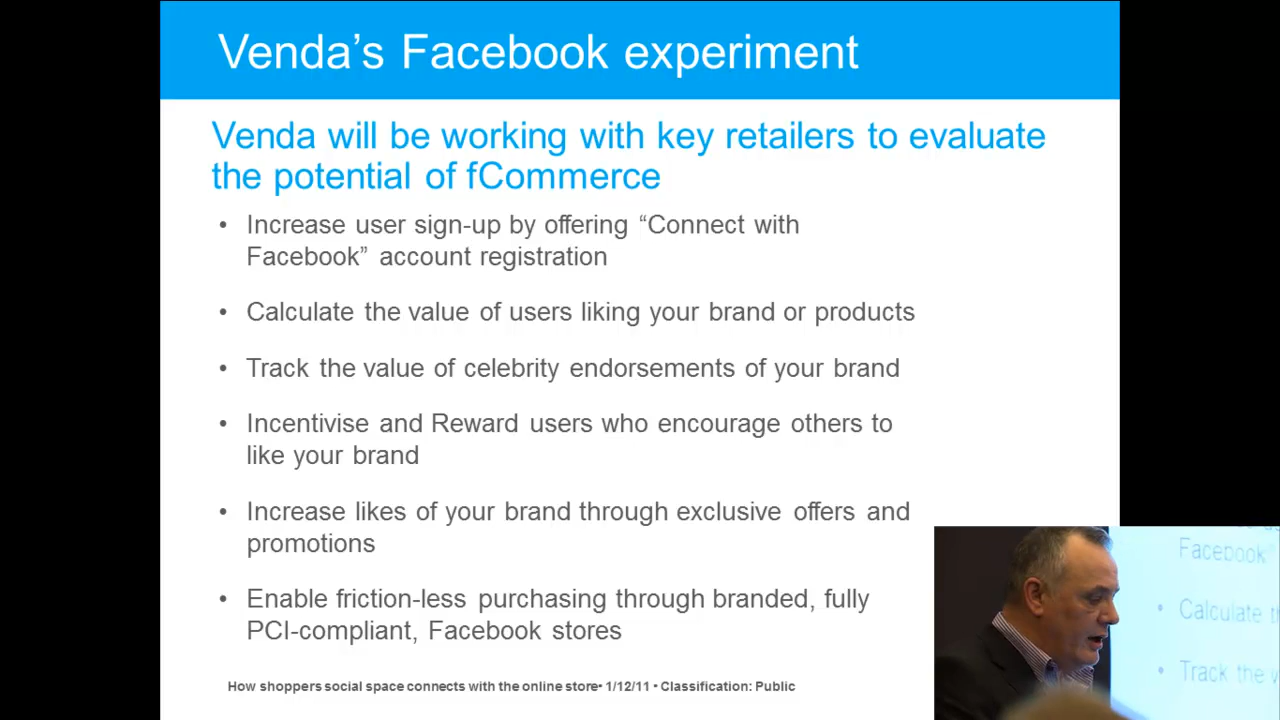 Venda’s Facebook experiment
Venda will be working with key retailers to evaluate
the potential of fCommerce
• Increase user sign-up by offering “Connect with
Facebook” account registration
• Calculate the value of users liking your brand or products
• Track the value of celebrity endorsements of your brand
• Incentivise and Reward users who encourage others to
like your brand
• Increase likes of your brand through exclusive offers and
promotions
• Enable friction-less purchasing through branded, fully
PCI-compliant, Facebook stores
How shoppers social space connects with the online store• 1/12/11 • Classification: Public
Facebook”
• Calculate
• Track the